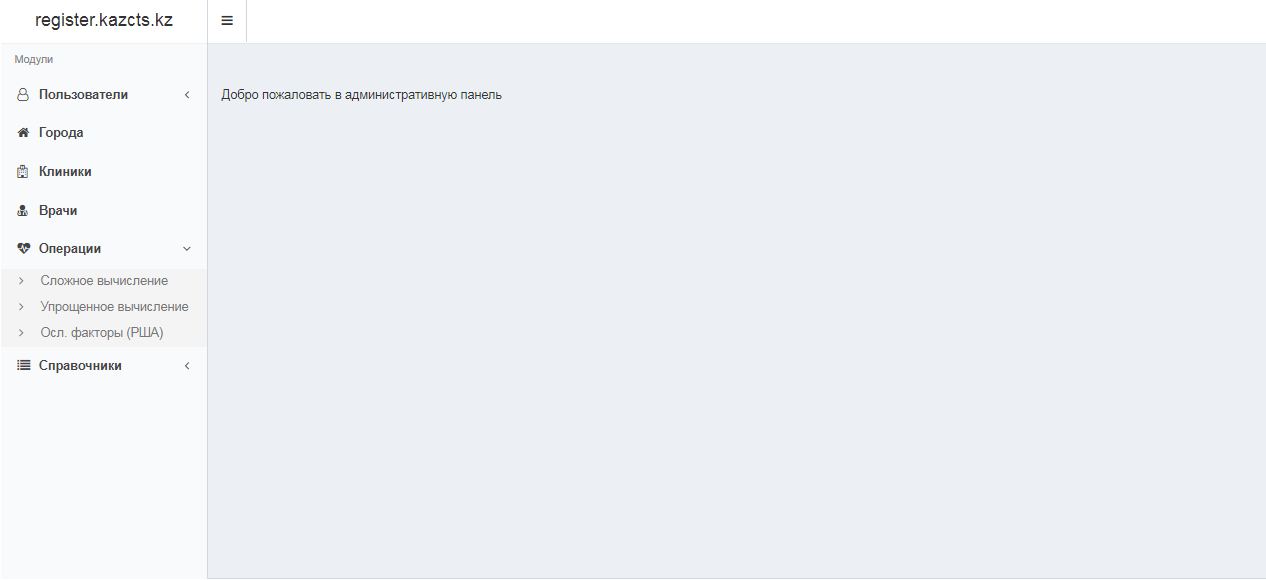 register.kazcts.kz
Модули
Пользователи
Добро пожаловать в административную панель
Города
Клиники
Врачи
Операции
Сложное вычисление
Упрощенное вычисление
Осл. факторы (РША)
Справочники